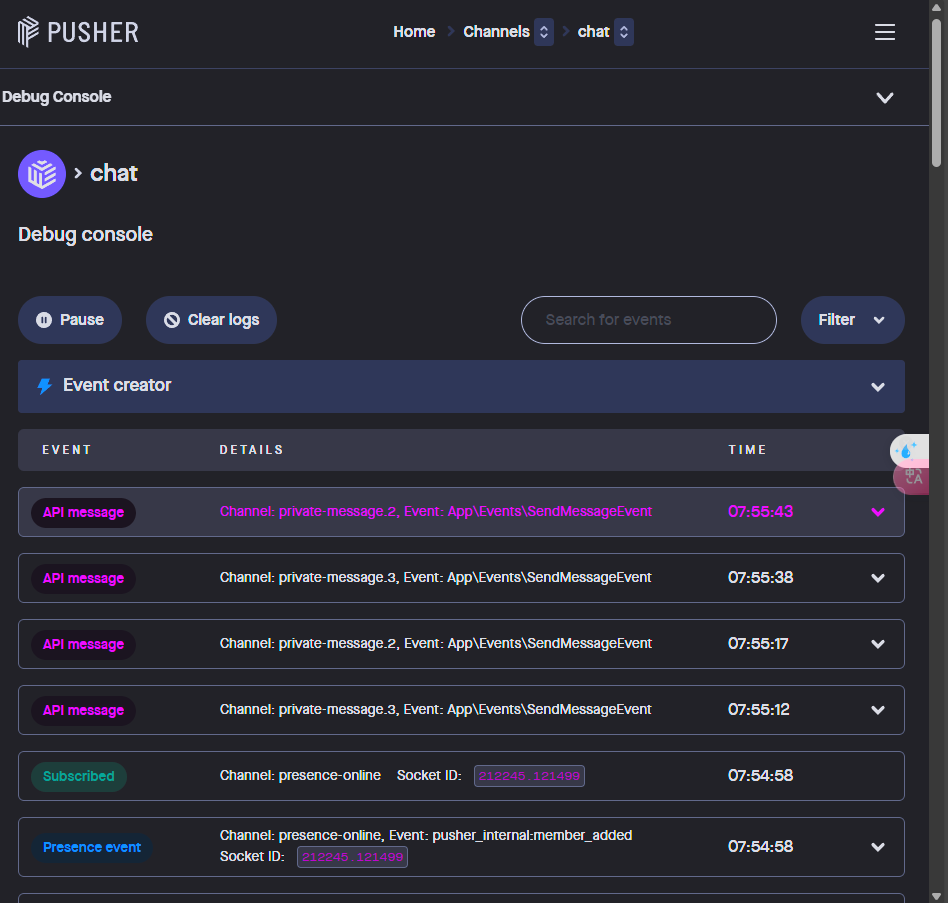 PUSHER
Home Channels chat
Debug Console
chat
Debug console
Pause Clear logs Search for events Filter
Event creator
EVENT DETAILS TIME
API message Channel: private-message.2, Event: App\Events\SendMessageEvent 07:55:43
API message Channel: private-message.3, Event: App\Events\SendMessageEvent 07:55:38
API message Channel: private-message.2, Event: App\Events\SendMessageEvent 07:55:17
API message Channel: private-message.3, Event: App\Events\SendMessageEvent 07:55:12
Subscribed Channel: presence-online Socket ID: 212245.121499 07:54:58
Presence event Channel: presence-online, Event: pusher_internal:member_added 07:54:58
Socket ID: 212245.121499